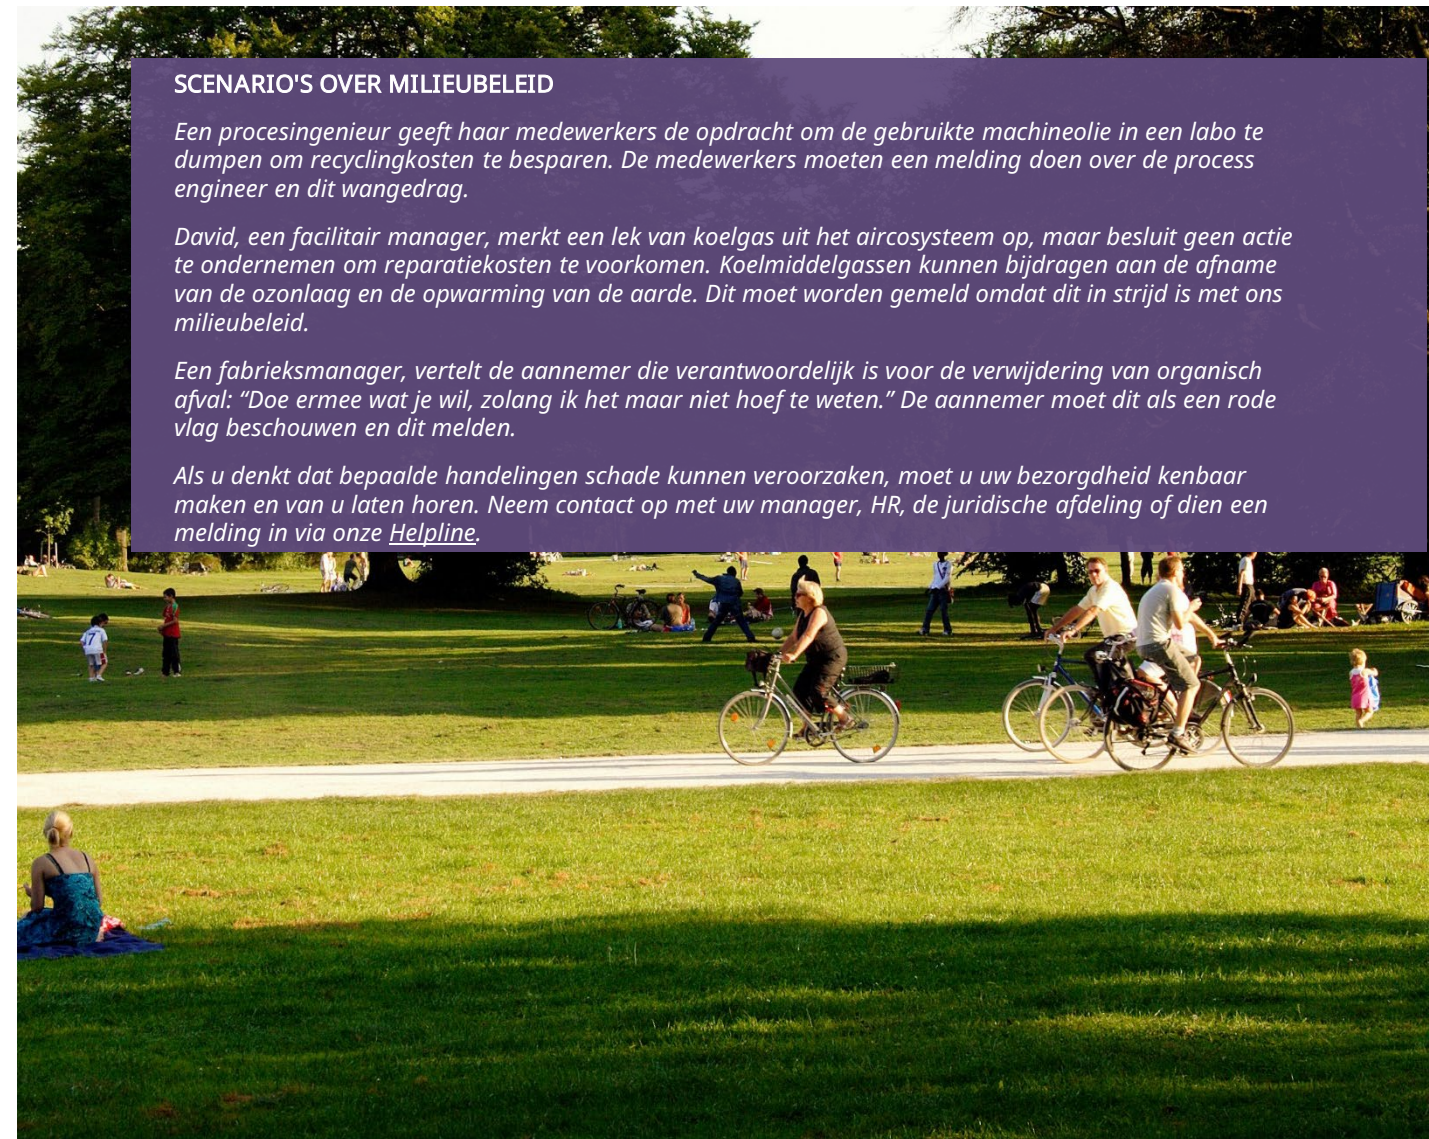 SCENARIO'S OVER MILIEUBELEID
Een procesingenieur geeft haar medewerkers de opdracht om de gebruikte machineolie in een labo te
dumpen om recyclingkosten te besparen. De medewerkers moeten een melding doen over de process
engineer en dit wangedrag.
David, een facilitair manager, merkt een lek van koelgas uit het aircosysteem op, maar besluit geen actie
te ondernemen om reparatiekosten te voorkomen. Koelmiddelgassen kunnen bijdragen aan de afname
van de ozonlaag en de opwarming van de aarde. Dit moet worden gemeld omdat dit in strijd is met ons
milieubeleid.
Een fabrieksmanager, vertelt de aannemer die verantwoordelijk is voor de verwijdering van organisch
afval: “Doe ermee wat je wil, zolang ik het maar niet hoef te weten.” De aannemer moet dit als een rode
vlag beschouwen en dit melden.
Als u denkt dat bepaalde handelingen schade kunnen veroorzaken, moet u uw bezorgdheid kenbaar
maken en van u laten horen. Neem contact op met uw manager, HR, de juridische afdeling of dien een
melding in via onze Helpline.
7